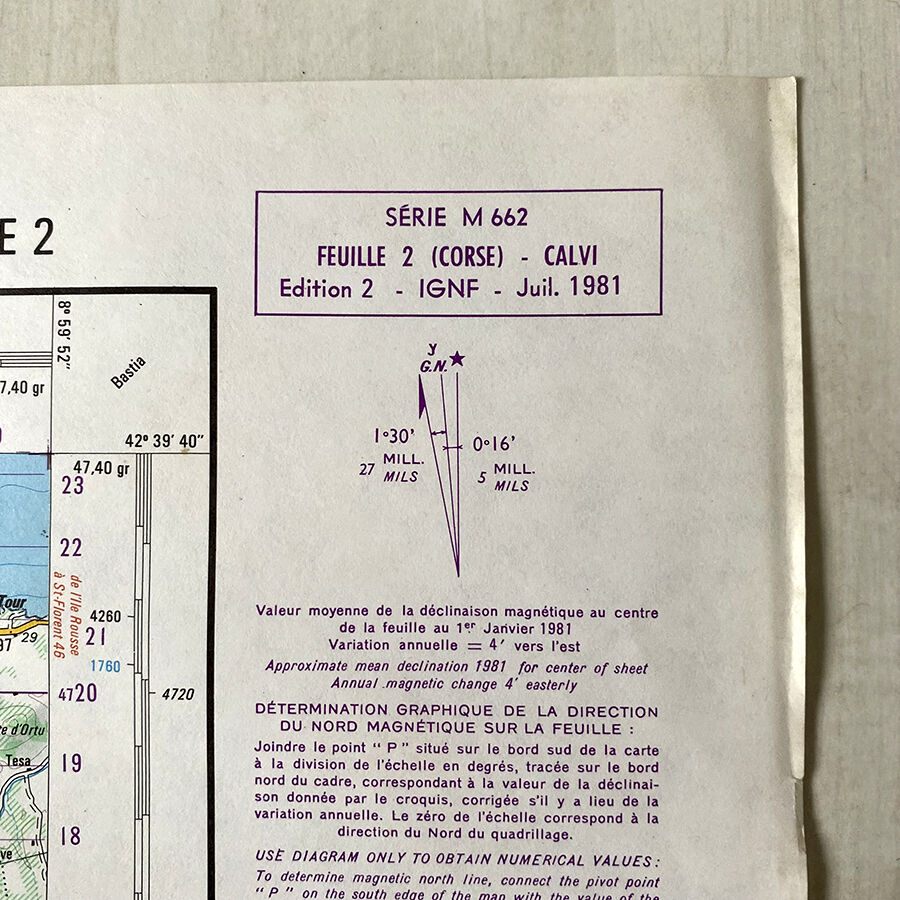 E 2
SÉRIE M 662
FEUILLE 2 (CORSE) - CALVI
Edition 2 - IGNF - Juil. 1981
8° 59' 52"
Bastia
7,40 gr
42° 39' 40"
47,40 gr
23
22
Tour
29
97
de l'Ile Rousse
à St-Florent 46
4260
21
1760
4720
4720
e d'Ortu
Tesa
19
18
ve
y
G.N.
1°30'
27 MILL.
MILS
0°16'
5 MILL.
MILS
Valeur moyenne de la déclinaison magnétique au centre
de la feuille au 1er Janvier 1981
Variation annuelle = 4' vers l'est
Approximate mean declination 1981 for center of sheet
Annual magnetic change 4' easterly
DÉTERMINATION GRAPHIQUE DE LA DIRECTION
DU NORD MAGNÉTIQUE SUR LA FEUILLE :
Joindre le point "P" situé sur le bord sud de la carte
à la division de l'échelle en degrés, tracée sur le bord
nord du cadre, correspondant à la valeur de la déclinai-
son donnée par le croquis, corrigée s'il y a lieu de la
variation annuelle. Le zéro de l'échelle correspond à la
direction du Nord du quadrillage.
USE DIAGRAM ONLY TO OBTAIN NUMERICAL VALUES :
To determine magnetic north line, connect the pivot point
"P" on the south edge of the map with the value of the